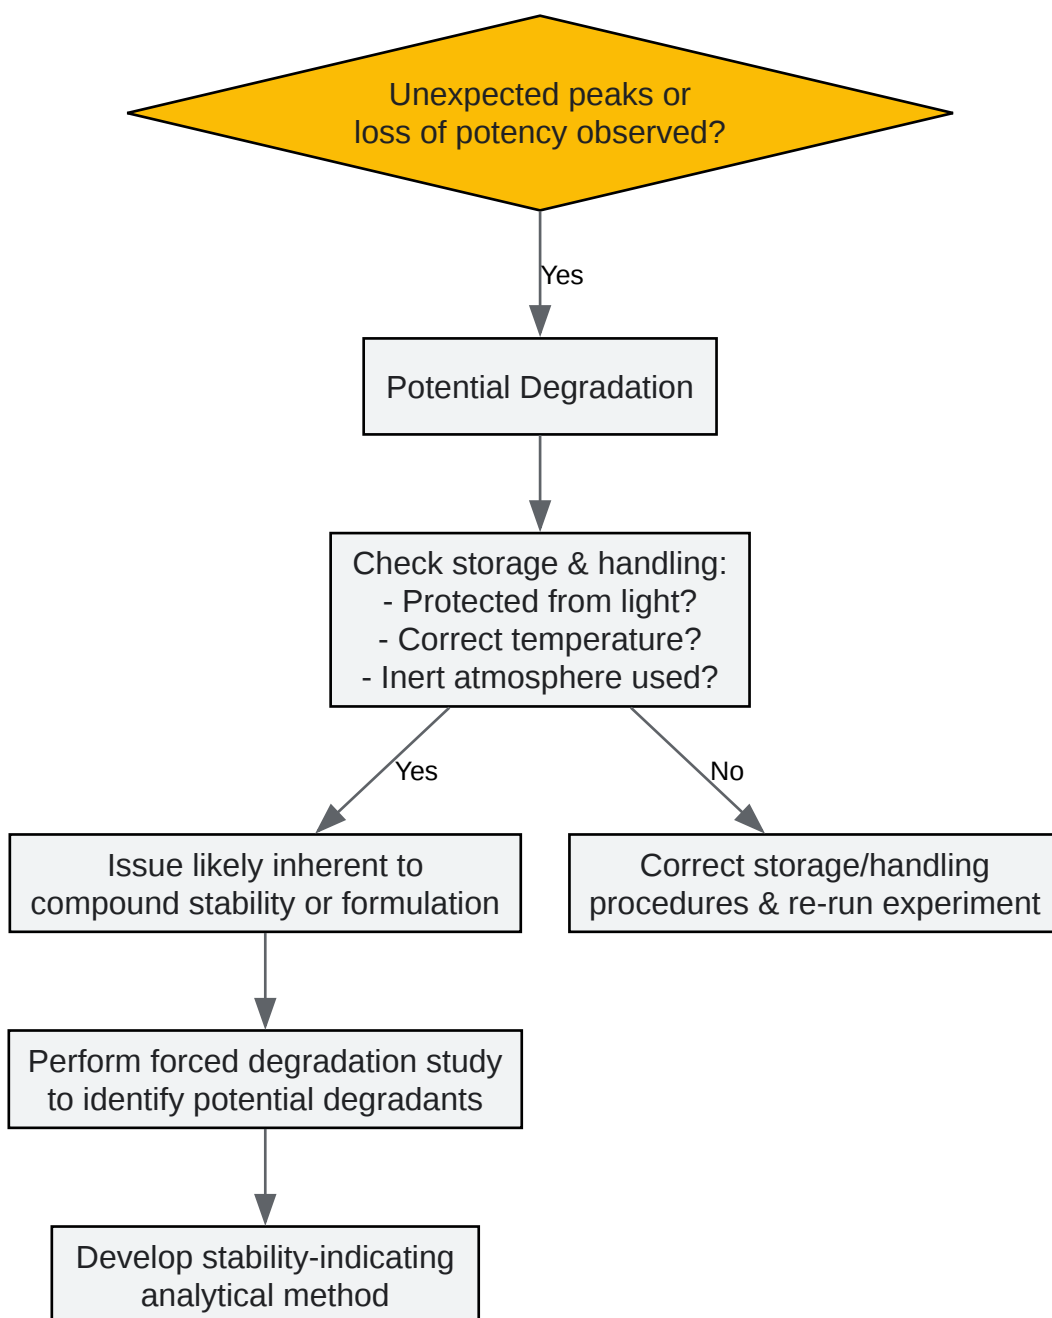 Unexpected peaks or
loss of potency observed?
Yes
Potential Degradation
Check storage & handling:
- Protected from light?
- Correct temperature?
- Inert atmosphere used?
Yes
No
Issue likely inherent to
compound stability or formulation
Correct storage/handling
procedures & re-run experiment
Perform forced degradation study
to identify potential degradants
Develop stability-indicating
analytical method